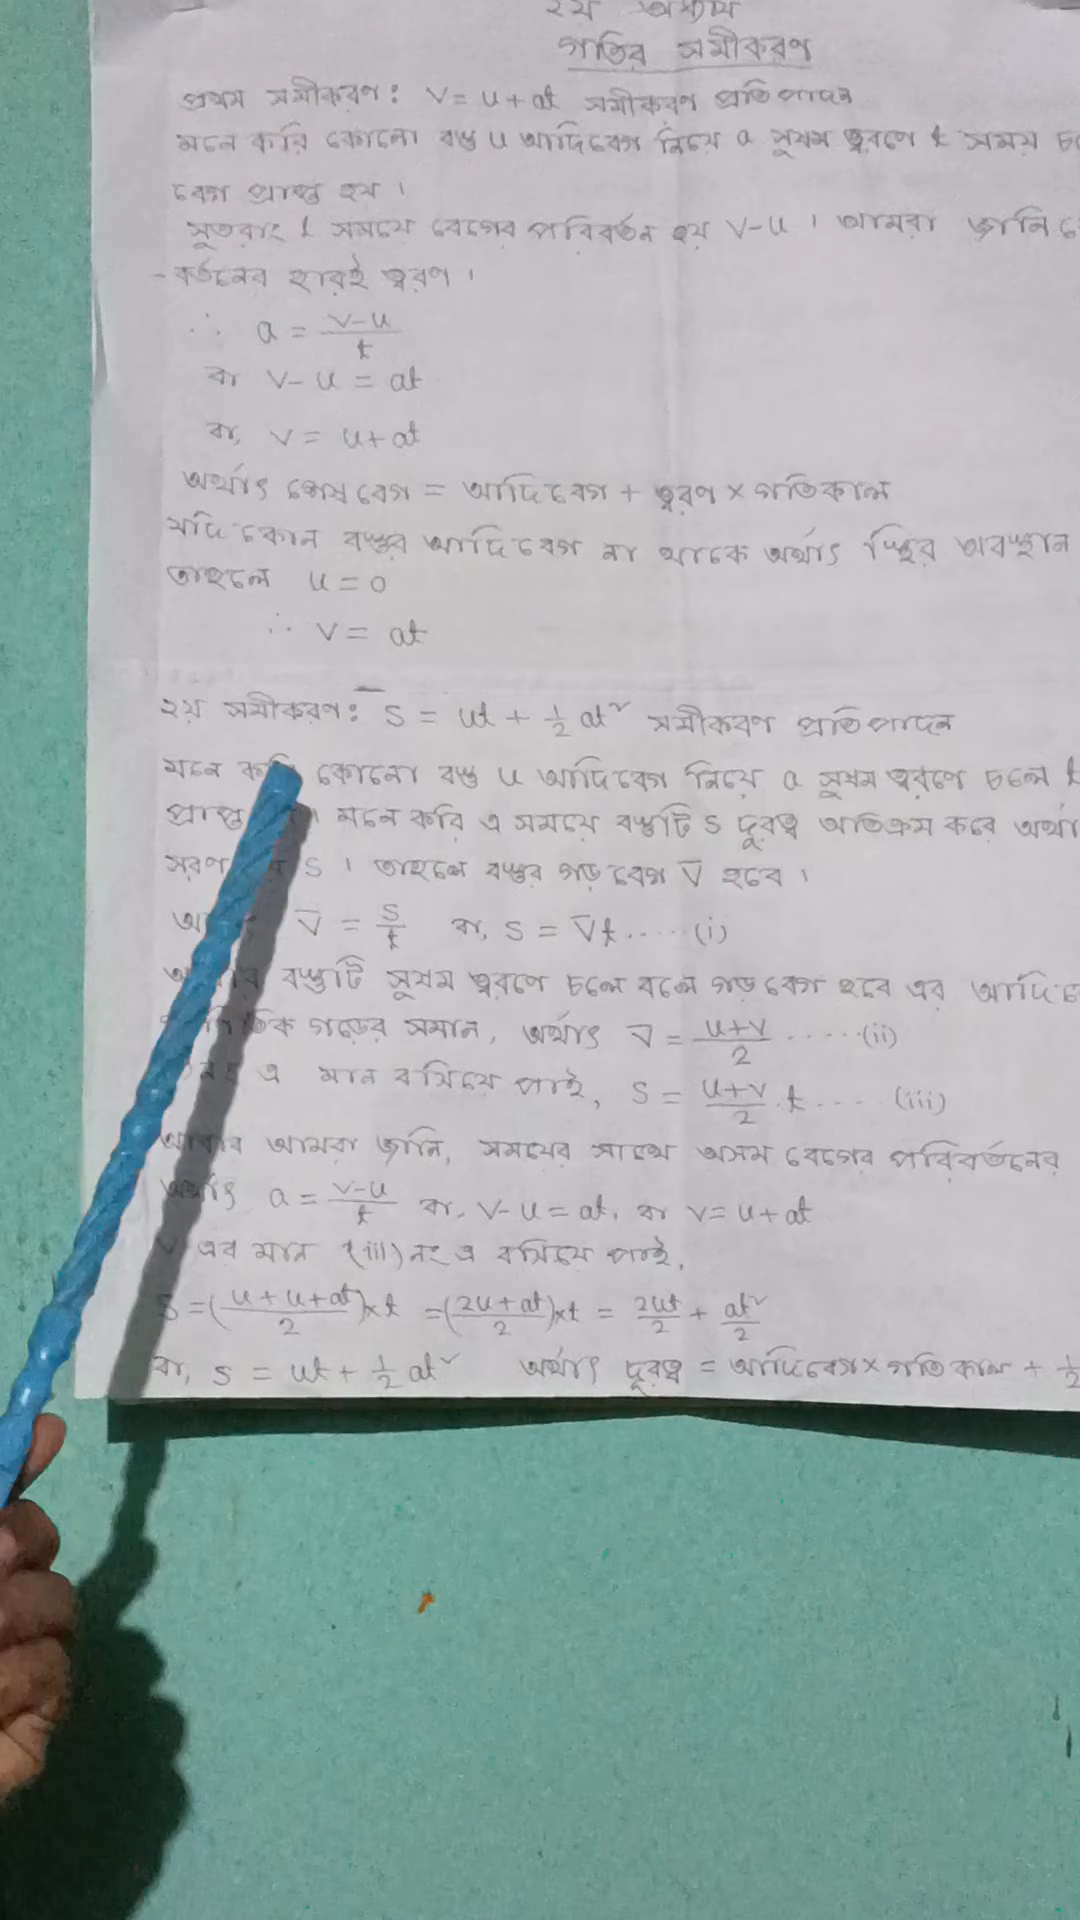 ২য় অধ্যায়
গতির সমীকরণ
প্রথম সমীকরণ: v = u + at সমীকরণ প্রতিপাদন
মনে করি কোনো বস্তু u আদিবেগ নিয়ে a সুষম ত্বরণে t সময়
বেগ প্রাপ্ত হয়।
সুতরাং t সময়ে বেগের পরিবর্তন হয় v-u । আমরা জানি
-বর্তনের হারই ত্বরণ।
∴ a = (v-u)/t
বা v-u = at
বা, v = u+at
অর্থাৎ শেষবেগ = আদিবেগ + ত্বরণ × গতিকাল
যদি কোন বস্তুর আদিবেগ না থাকে অর্থাৎ স্থির অবস্থান
তাহলে u = 0
∴ v = at
২য় সমীকরণ: s = ut + ½ at² সমীকরণ প্রতিপাদন
মনে করি কোনো বস্তু u আদিবেগ নিয়ে a সুষম ত্বরণে চলে t
প্রাপ্ত মনে করি এ সময়ে বস্তুটি s দূরত্ব অতিক্রম করে অর্থা
সরণ s । তাহলে বস্তুর গড়বেগ v̄ হবে।
v̄ = s/t বা, s = v̄t.....(i)
বস্তুটি সুষম ত্বরণে চলে বলে গড়বেগ হবে এর আদি
গড়ের সমান, অর্থাৎ v̄ = (u+v)/2 ......(ii)
এ মান বসিয়ে পাই, s = (u+v)/2 . t.... (iii)
আবার আমরা জানি, সময়ের সাথে অসম বেগের পরিবর্তনের
অর্থাৎ a = (v-u)/t বা, v-u = at, বা v = u+at
v এর মান (iii) নং এ বসিয়ে পাই,
s = ((u+u+at)/2)×t = ((2u+at)/2)×t = 2ut/2 + at²/2
বা, s = ut + ½ at² অর্থাৎ দূরত্ব = আদিবেগ × গতিকাল + ½